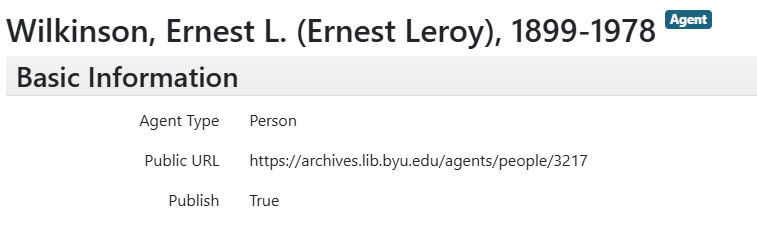 Wilkinson, Ernest L. (Ernest Leroy), 1899-1978 Agent
Basic Information
Agent Type Person
Public URL https://archives.lib.byu.edu/agents/people/3217
Publish True